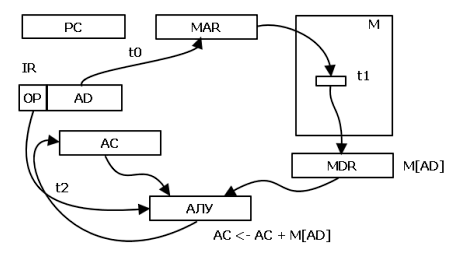 PC
MAR
M
t0
IR
t1
OP
AD
AC
MDR
M[AD]
t2
АЛУ
AC <- AC + M[AD]